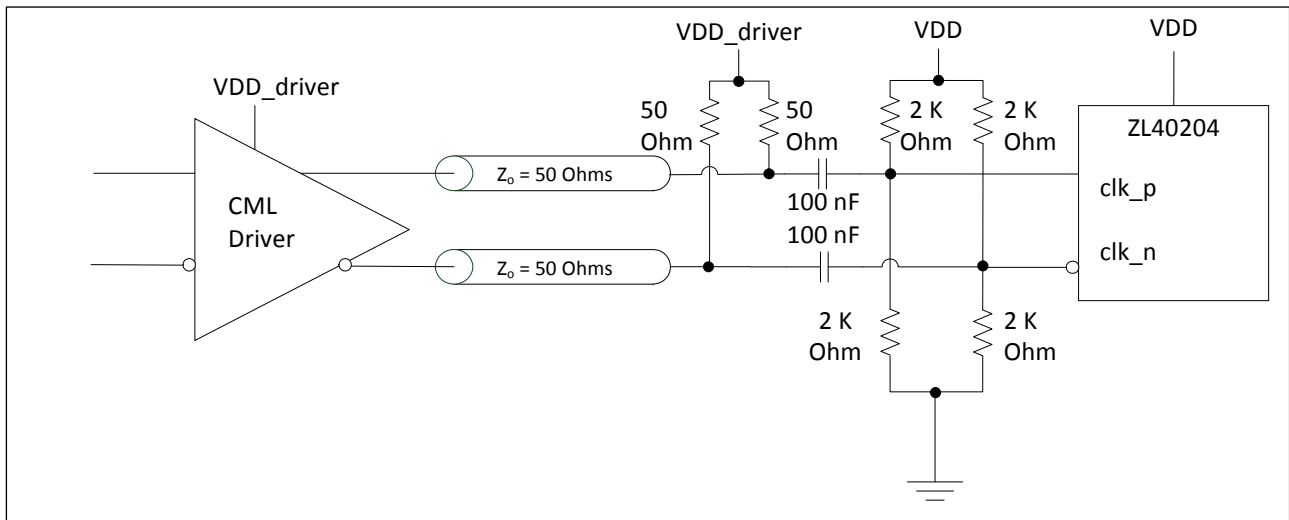 VDD_driver
VDD
VDD
VDD_driver
50
Ohm
50
Ohm
2 K
Ohm
2 K
Ohm
ZL40204
Zo = 50 Ohms
clk_p
CML
Driver
100 nF
100 nF
clk_n
Zo = 50 Ohms
2 K
Ohm
2 K
Ohm